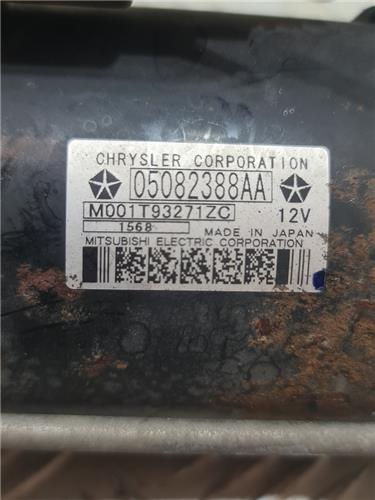 CHRYSLER CORPORATION
05082388AA
M001T93271ZC 12V
1568 MADE IN JAPAN
MITSUBISHI ELECTRIC CORPORATION